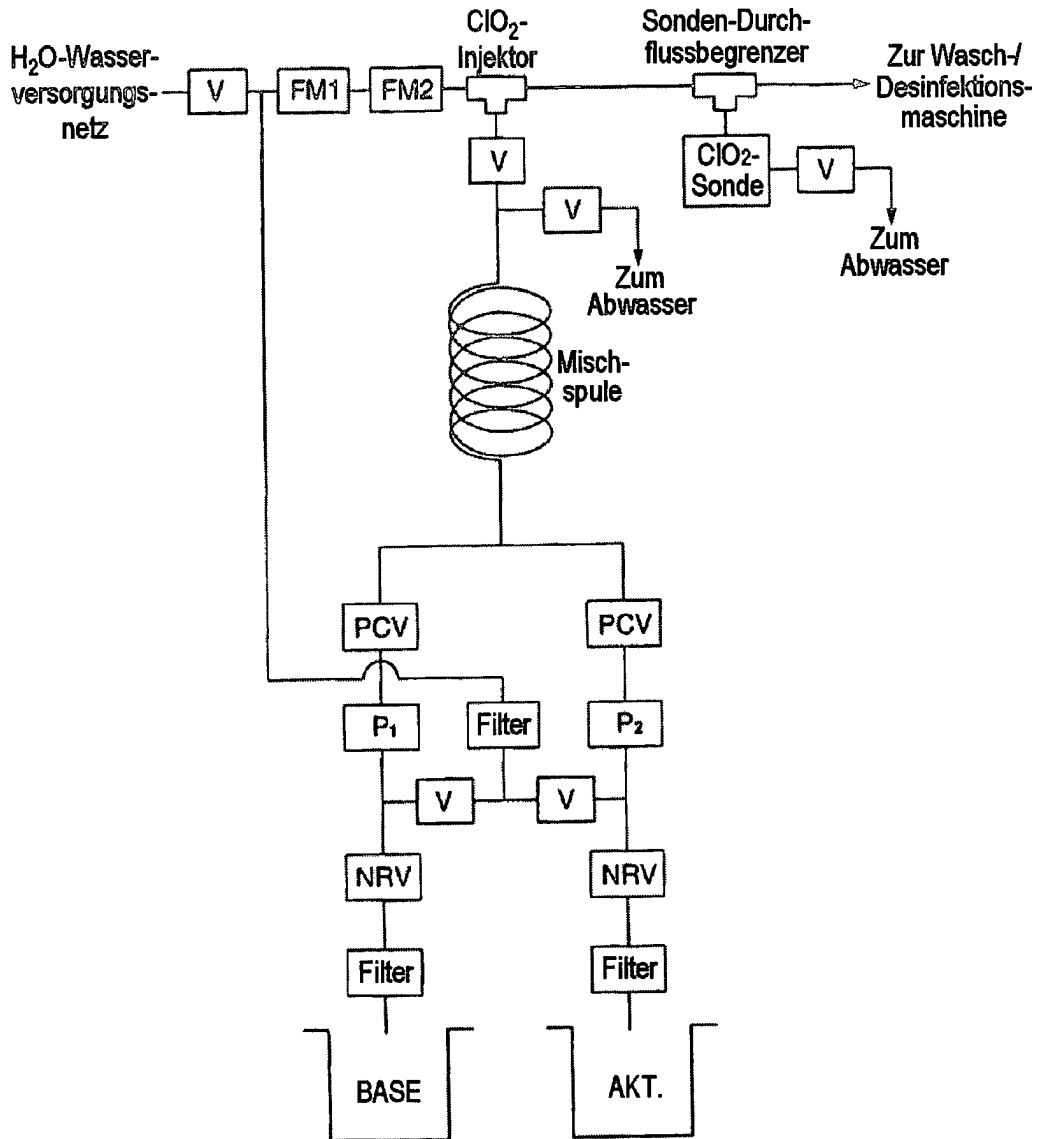 H₂O-Wasser-
versorgungs-
netz
V
FM1
FM2
ClO₂-
Injektor
Sonden-Durch-
flussbegrenzer
Zur Wasch-/
Desinfektions-
maschine
V
V
Zum
Abwasser
ClO₂-
Sonde
V
Zum
Abwasser
Misch-
spule
PCV
PCV
P₁
Filter
P₂
V
V
NRV
NRV
Filter
Filter
BASE
AKT.